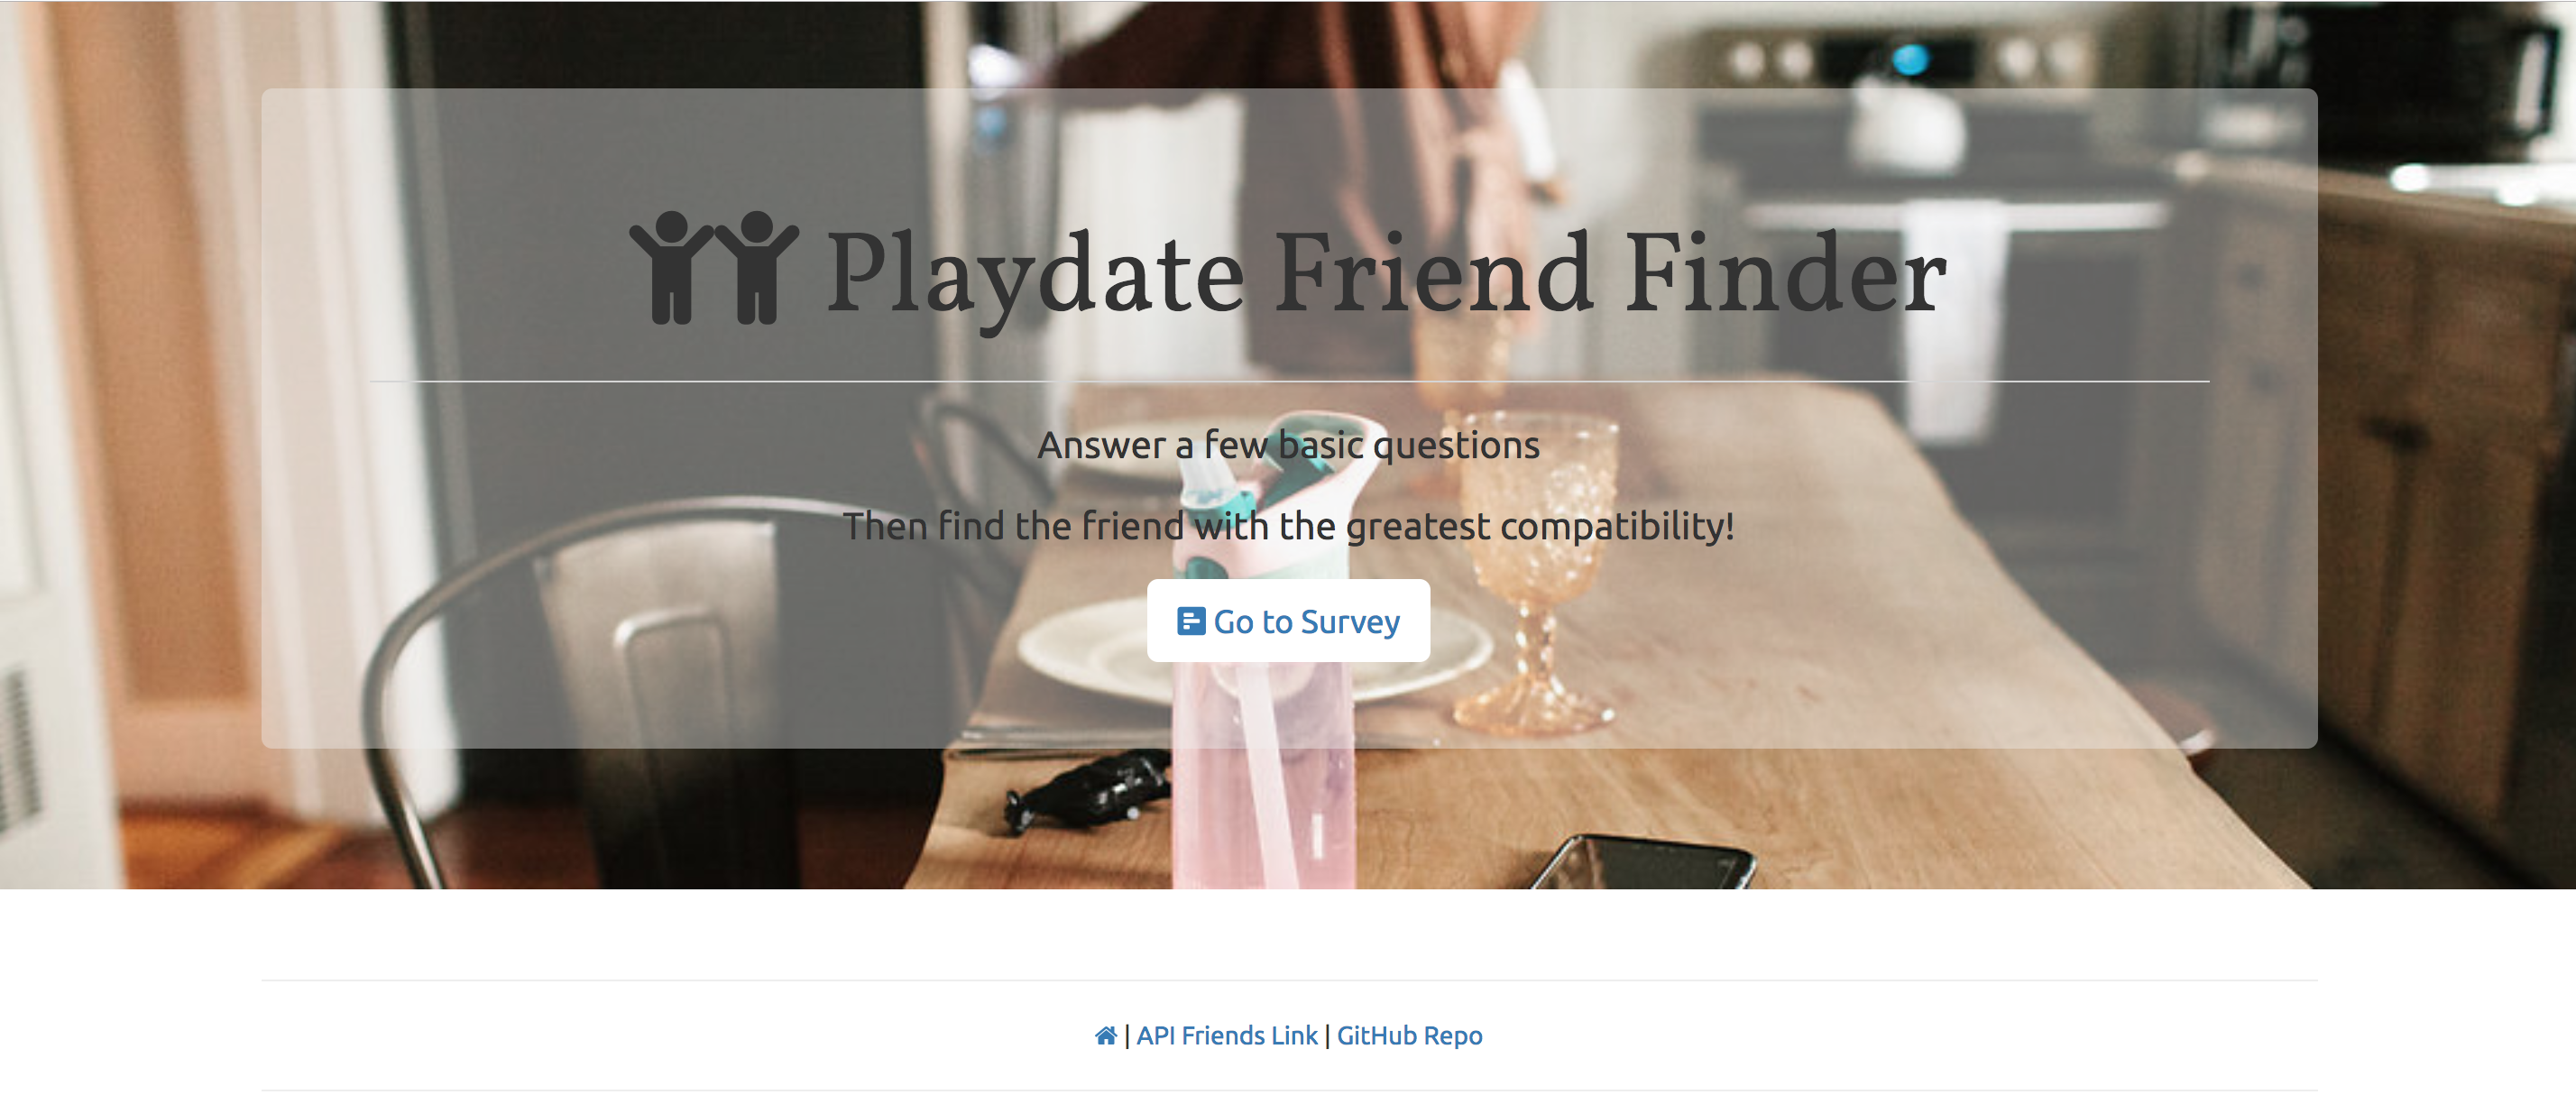 Playdate Friend Finder
Answer a few basic questions
Then find the friend with the greatest compatibility!
Go to Survey
| API Friends Link | GitHub Repo